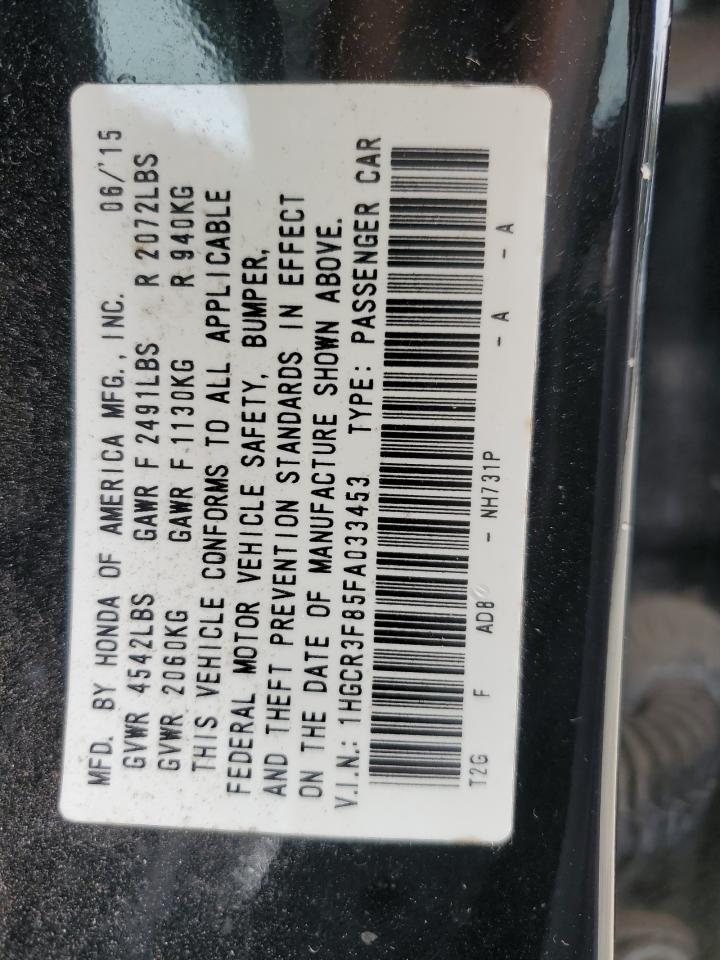 MFD. BY HONDA OF AMERICA MFG., INC. 06/'15
GVWR 4542LBS GAWR F 2491LBS R 2072LBS
GVWR 2060KG GAWR F 1130KG R 940KG
THIS VEHICLE CONFORMS TO ALL APPLICABLE
FEDERAL MOTOR VEHICLE SAFETY, BUMPER,
AND THEFT PREVENTION STANDARDS IN EFFECT
ON THE DATE OF MANUFACTURE SHOWN ABOVE.
V.I.N.: 1HGCR3F85FA033453 TYPE: PASSENGER CAR
T2G F - NH731P - A - A